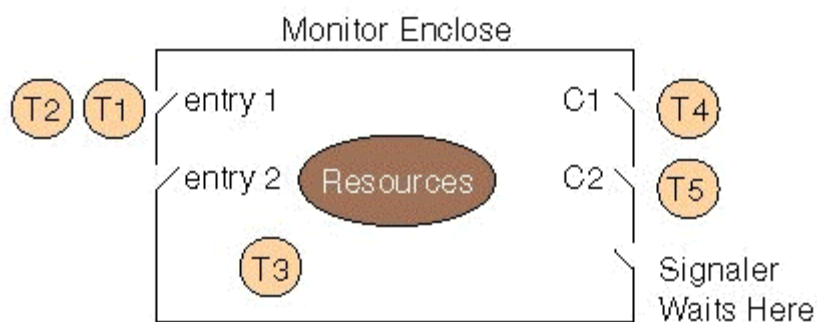 Monitor Enclose
T2 T1 entry 1 C1 T4
entry 2 Resources C2 T5
T3 Signaler
Waits Here